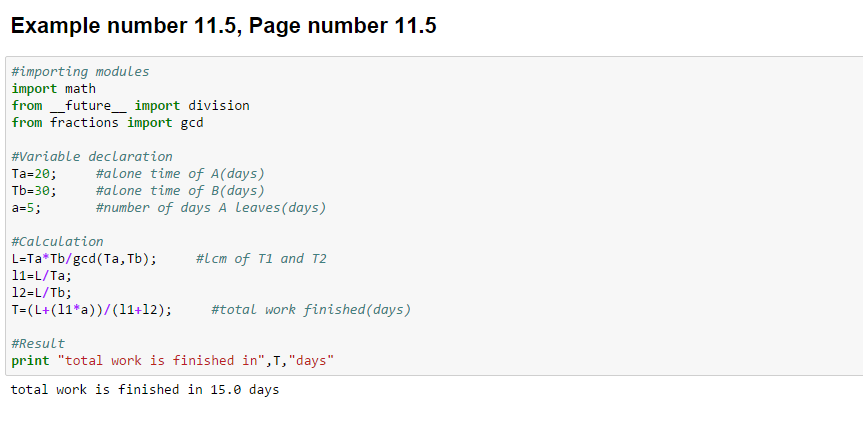 Example number 11.5, Page number 11.5
#importing modules
import math
from __future__ import division
from fractions import gcd
#Variable declaration
Ta=20;     #alone time of A(days)
Tb=30;     #alone time of B(days)
a=5;       #number of days A leaves(days)
#Calculation
L=Ta*Tb/gcd(Ta,Tb);     #lcm of T1 and T2
l1=L/Ta;
l2=L/Tb;
T=(L+(l1*a))/(l1+l2);     #total work finished(days)
#Result
print "total work is finished in",T,"days"
total work is finished in 15.0 days